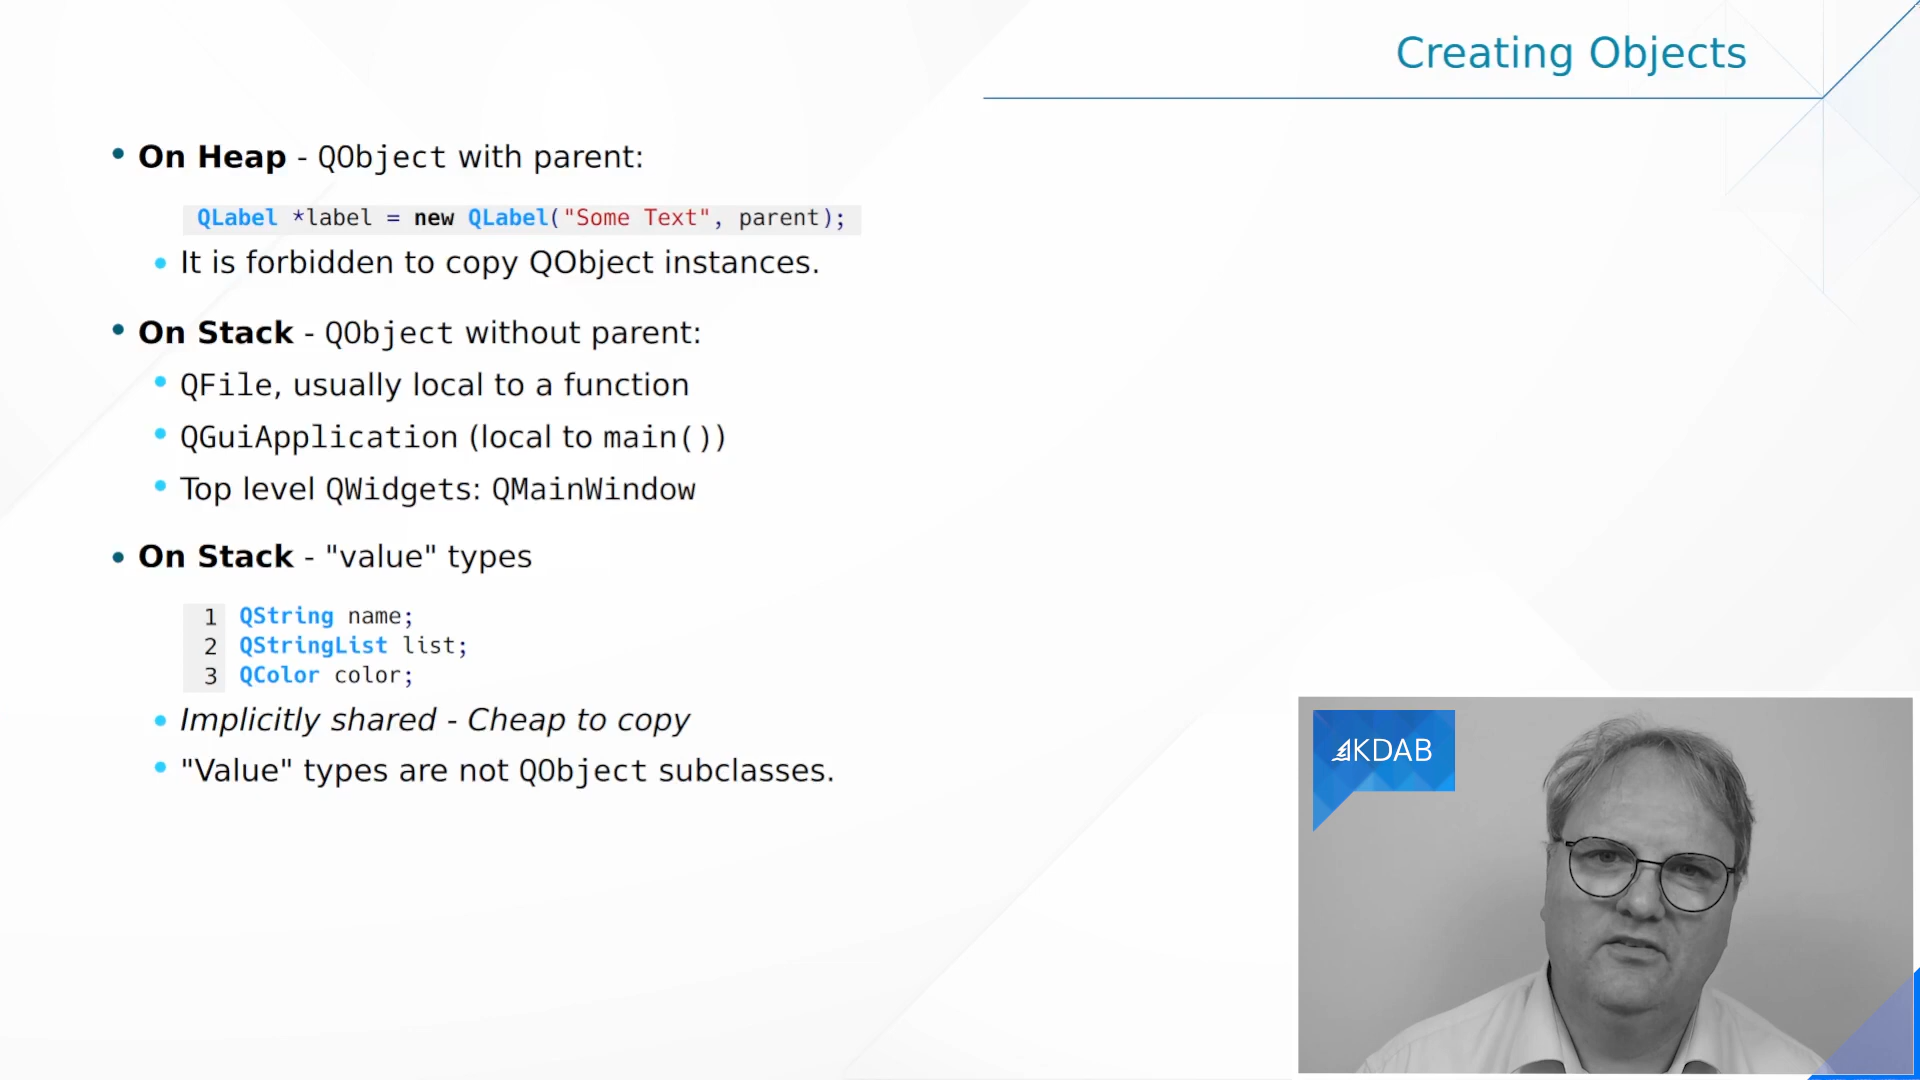 Creating Objects
• On Heap - QObject with parent:
QLabel *label = new QLabel("Some Text", parent);
• It is forbidden to copy QObject instances.
• On Stack - QObject without parent:
• QFile, usually local to a function
• QGuiApplication (local to main())
• Top level QWidgets: QMainWindow
• On Stack - "value" types
1 QString name;
2 QStringList list;
3 QColor color;
• Implicitly shared - Cheap to copy
• "Value" types are not QObject subclasses.
KDAB